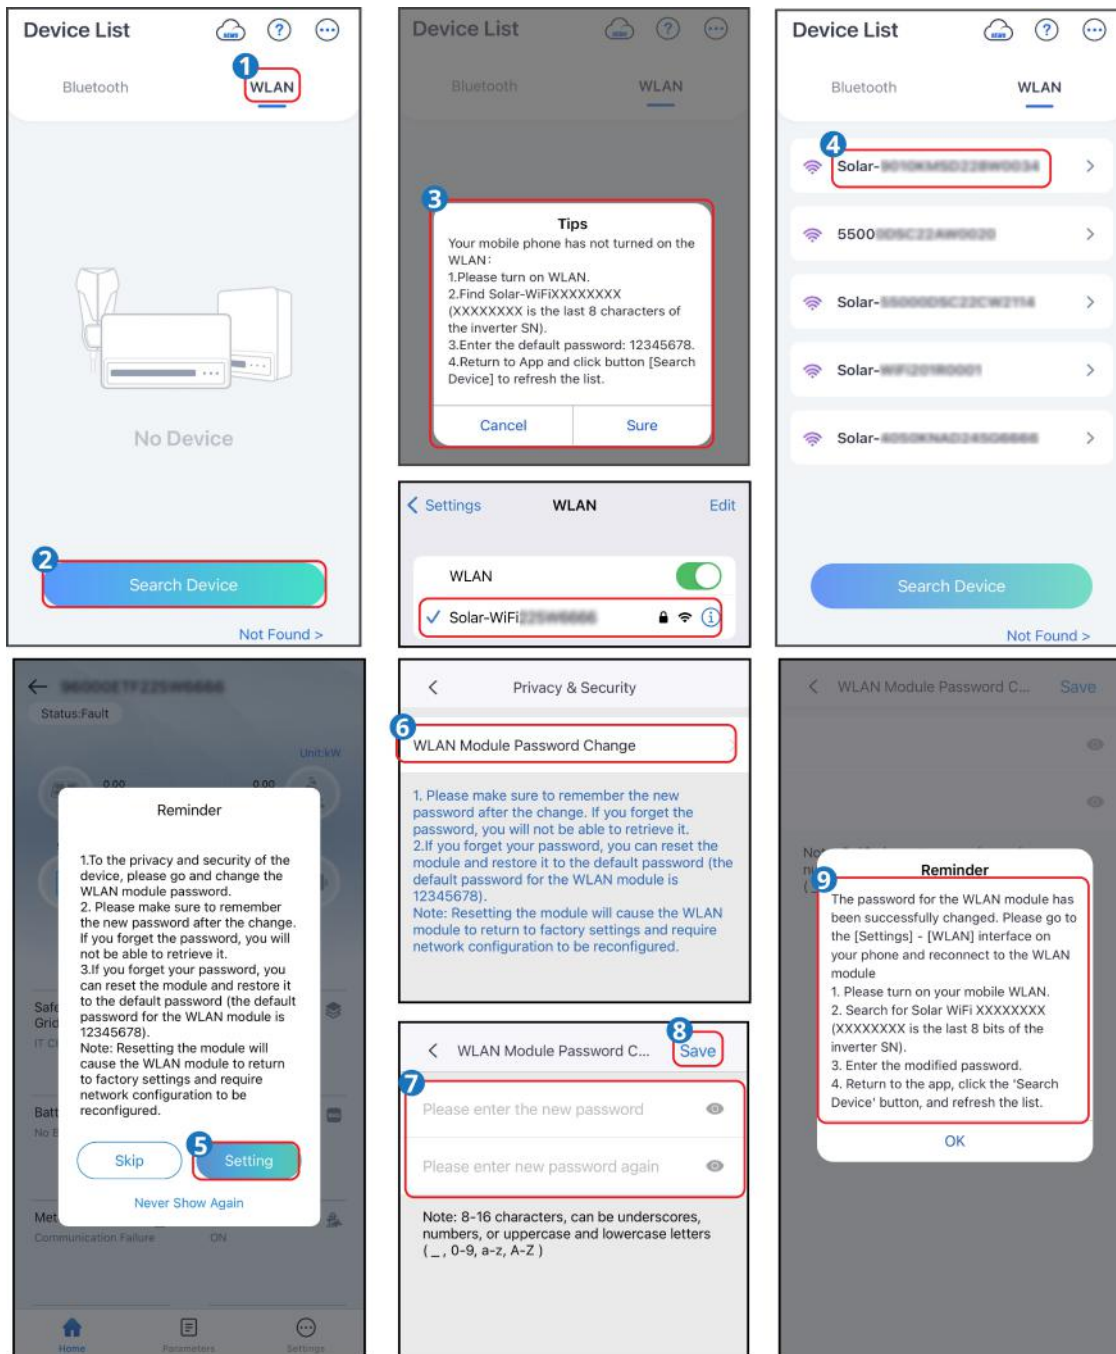 Device List
1
Bluetooth
WLAN
No Device
2
Search Device
Not Found >
Device List
Bluetooth
WLAN
3
Tips
Your mobile phone has not turned on the
WLAN:
1.Please turn on WLAN.
2.Find Solar-WiFiXXXXXXXX
(XXXXXXXX is the last 8 characters of
the inverter SN).
3.Enter the default password: 12345678.
4.Return to App and click button [Search
Device] to refresh the list.
Cancel
Sure
Settings
WLAN
Edit
WLAN
Solar-WiFi
Device List
Bluetooth
WLAN
4
Solar-
5500
Solar-
Solar-
Solar-
Search Device
Not Found >
Status:Fault
Unit:kW
0.00
0.00
Reminder
1.To the privacy and security of the
device, please go and change the
WLAN module password.
2. Please make sure to remember
the new password after the change.
If you forget the password, you will
not be able to retrieve it.
3.If you forget your password, you
can reset the module and restore it
to the default password (the default
password for the WLAN module is
12345678).
Note: Resetting the module will
cause the WLAN module to return
to factory settings and require
network configuration to be
reconfigured.
5
Skip
Setting
Never Show Again
Communication Failure
ON
Home
Parameters
Settings
Privacy & Security
6
WLAN Module Password Change
1. Please make sure to remember the new
password after the change. If you forget the
password, you will not be able to retrieve it.
2.If you forget your password, you can reset the
module and restore it to the default password (the
default password for the WLAN module is
12345678).
Note: Resetting the module will cause the WLAN
module to return to factory settings and require
network configuration to be reconfigured.
WLAN Module Password C...
8
Save
7
Please enter the new password
Please enter new password again
Note: 8-16 characters, can be underscores,
numbers, or uppercase and lowercase letters
( _ , 0-9, a-z, A-Z )
WLAN Module Password C...
Save
9
Reminder
The password for the WLAN module has
been successfully changed. Please go to
the [Settings] - [WLAN] interface on
your phone and reconnect to the WLAN
module
1. Please turn on your mobile WLAN.
2. Search for Solar WiFi XXXXXXXX
(XXXXXXXX is the last 8 bits of the
inverter SN).
3. Enter the modified password.
4. Return to the app, click the 'Search
Device' button, and refresh the list.
OK